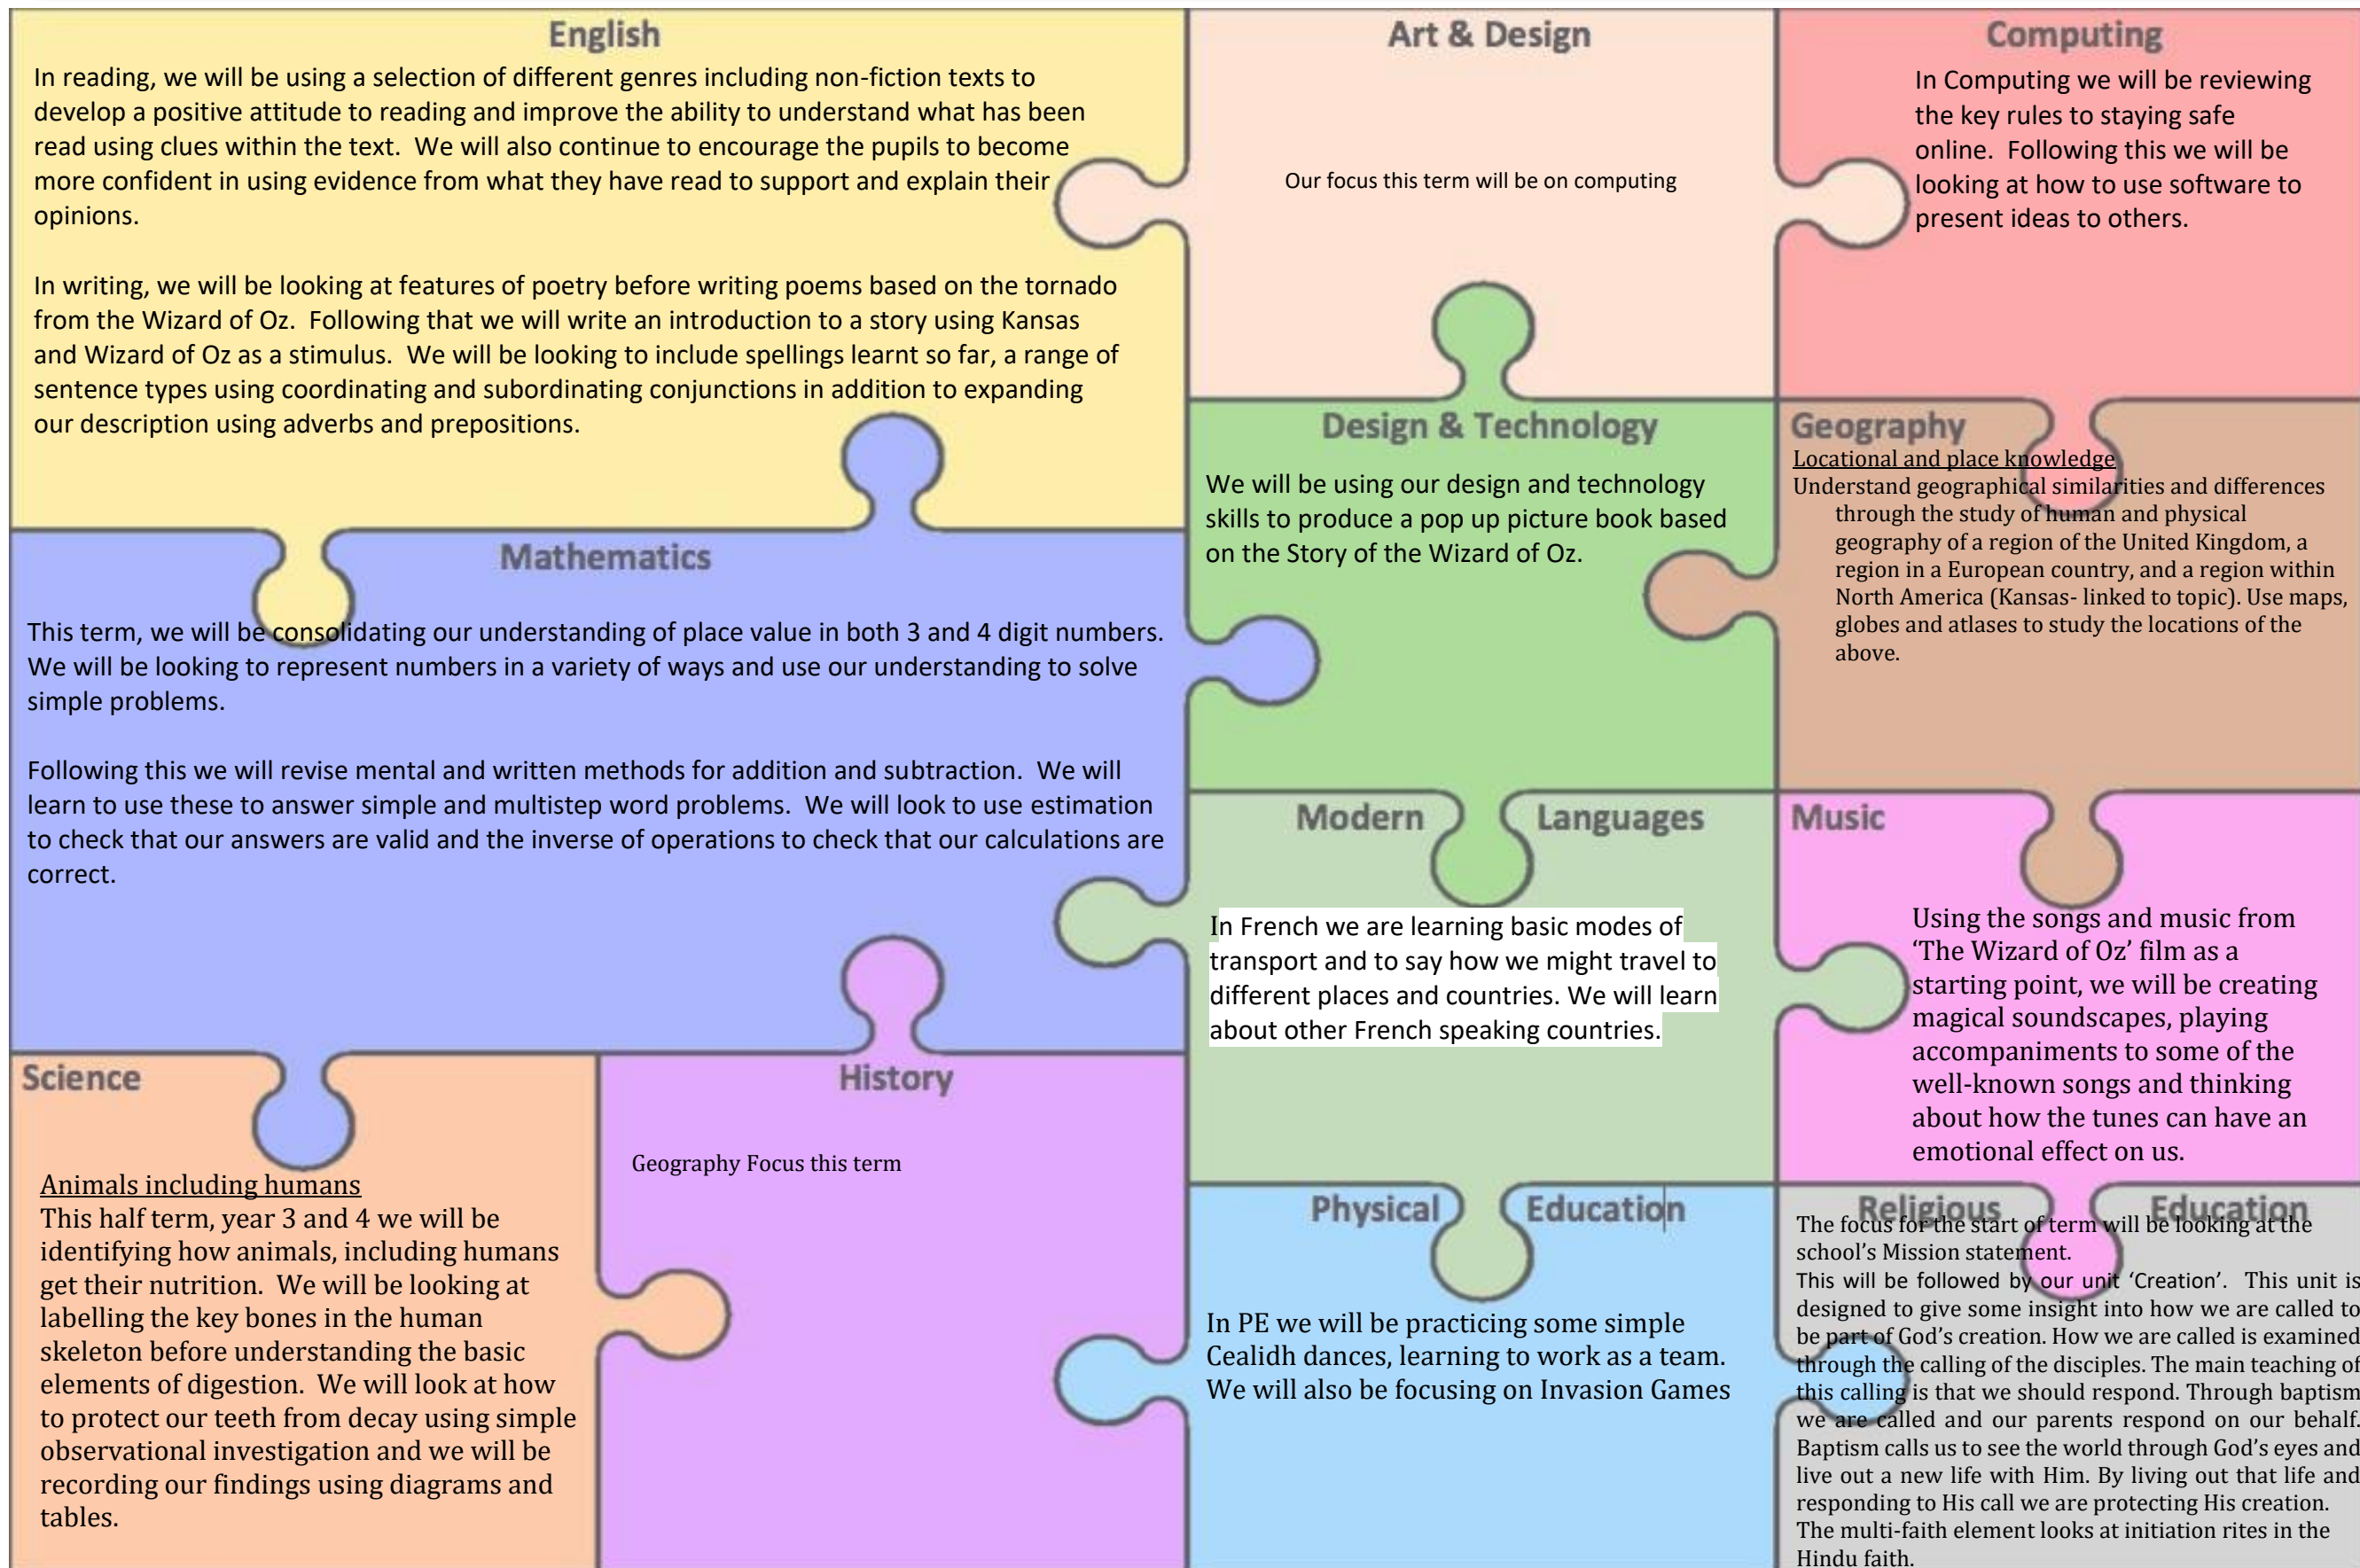 English
In reading, we will be using a selection of different genres including non-fiction texts to
develop a positive attitude to reading and improve the ability to understand what has been
read using clues within the text.  We will also continue to encourage the pupils to become
more confident in using evidence from what they have read to support and explain their
opinions.
In writing, we will be looking at features of poetry before writing poems based on the tornado
from the Wizard of Oz.  Following that we will write an introduction to a story using Kansas
and Wizard of Oz as a stimulus.  We will be looking to include spellings learnt so far, a range of
sentence types using coordinating and subordinating conjunctions in addition to expanding
our description using adverbs and prepositions.
Art & Design
Our focus this term will be on computing
Computing
In Computing we will be reviewing
the key rules to staying safe
online.  Following this we will be
looking at how to use software to
present ideas to others.
Mathematics
This term, we will be consolidating our understanding of place value in both 3 and 4 digit numbers.
We will be looking to represent numbers in a variety of ways and use our understanding to solve
simple problems.
Following this we will revise mental and written methods for addition and subtraction.  We will
learn to use these to answer simple and multistep word problems.  We will look to use estimation
to check that our answers are valid and the inverse of operations to check that our calculations are
correct.
Design & Technology
We will be using our design and technology
skills to produce a pop up picture book based
on the Story of the Wizard of Oz.
Geography
Locational and place knowledge
Understand geographical similarities and differences
through the study of human and physical
geography of a region of the United Kingdom, a
region in a European country, and a region within
North America (Kansas- linked to topic). Use maps,
globes and atlases to study the locations of the
above.
Modern Languages
In French we are learning basic modes of
transport and to say how we might travel to
different places and countries. We will learn
about other French speaking countries.
Music
Using the songs and music from
‘The Wizard of Oz’ film as a
starting point, we will be creating
magical soundscapes, playing
accompaniments to some of the
well-known songs and thinking
about how the tunes can have an
emotional effect on us.
Science
Animals including humans
This half term, year 3 and 4 we will be
identifying how animals, including humans
get their nutrition.  We will be looking at
labelling the key bones in the human
skeleton before understanding the basic
elements of digestion.  We will look at how
to protect our teeth from decay using simple
observational investigation and we will be
recording our findings using diagrams and
tables.
History
Geography Focus this term
Physical Education
In PE we will be practicing some simple
Cealidh dances, learning to work as a team.
We will also be focusing on Invasion Games
Religious Education
The focus for the start of term will be looking at the
school’s Mission statement.
This will be followed by our unit ‘Creation’.  This unit is
designed to give some insight into how we are called to
be part of God’s creation. How we are called is examined
through the calling of the disciples. The main teaching of
this calling is that we should respond. Through baptism
we are called and our parents respond on our behalf.
Baptism calls us to see the world through God’s eyes and
live out a new life with Him. By living out that life and
responding to His call we are protecting His creation.
The multi-faith element looks at initiation rites in the
Hindu faith.